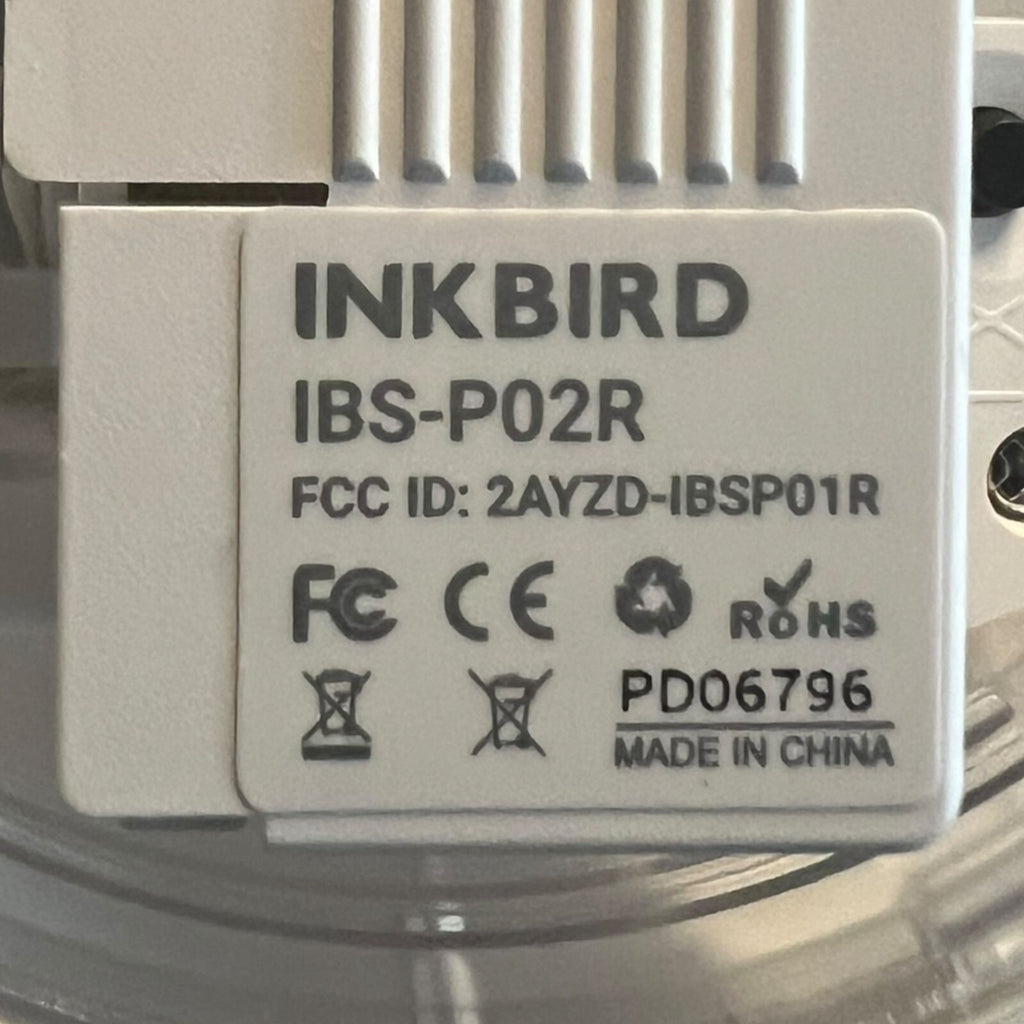 INKBIRD
IBS-P02R
FCC ID: 2AYZD-IBSP01R
FC CE RoHS
PD06796
MADE IN CHINA